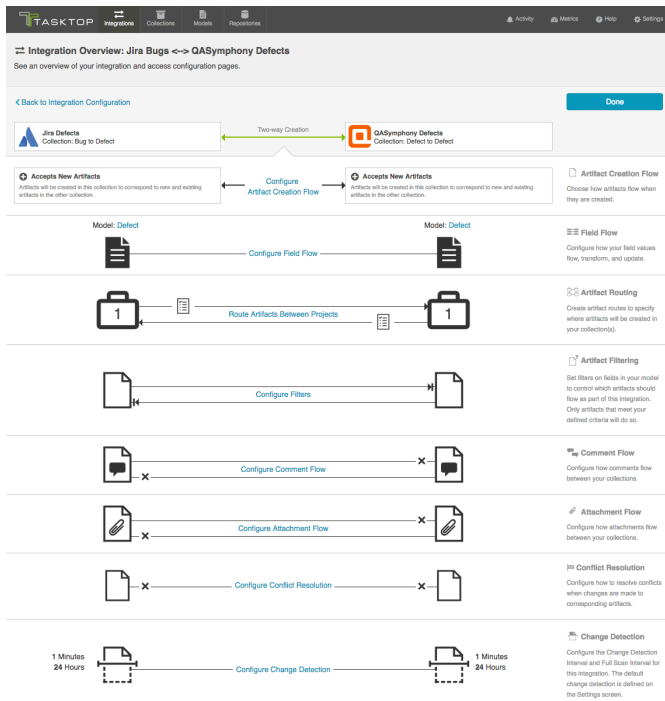 TASKTOP
Integrations
Collections
Models
Repositories
Activity
Metrics
Help
Settings
Integration Overview: Jira Bugs <--> QASymphony Defects
See an overview of your integration and access configuration pages.
Back to Integration Configuration
Done
Jira Defects
Collection: Bug to Defect
Two-way Creation
QASymphony Defects
Collection: Defect to Defect
Accepts New Artifacts
Artifacts will be created in this collection to correspond to new and existing
artifacts in the other collection.
Configure
Artifact Creation Flow
Accepts New Artifacts
Artifacts will be created in this collection to correspond to new and existing
artifacts in the other collection.
Artifact Creation Flow
Choose how artifacts flow when
they are created.
Model: Defect
Configure Field Flow
Model: Defect
Field Flow
Configure how your field values
flow, transform, and update.
1
Route Artifacts Between Projects
1
Artifact Routing
Create artifact routes to specify
where artifacts will be created in
your collection(s).
Configure Filters
Artifact Filtering
Set filters on fields in your model
to control which artifacts should
flow as part of this integration.
Only artifacts that meet your
defined criteria will do so.
Configure Comment Flow
Comment Flow
Configure how comments flow
between your collections.
Configure Attachment Flow
Attachment Flow
Configure how attachments flow
between your collections.
Configure Conflict Resolution
Conflict Resolution
Configure how to resolve conflicts
when changes are made to
corresponding artifacts.
1 Minutes
24 Hours
Configure Change Detection
1 Minutes
24 Hours
Change Detection
Configure the Change Detection
Interval and Full Scan Interval for
this integration. The default
change detection is defined on
the Settings screen.